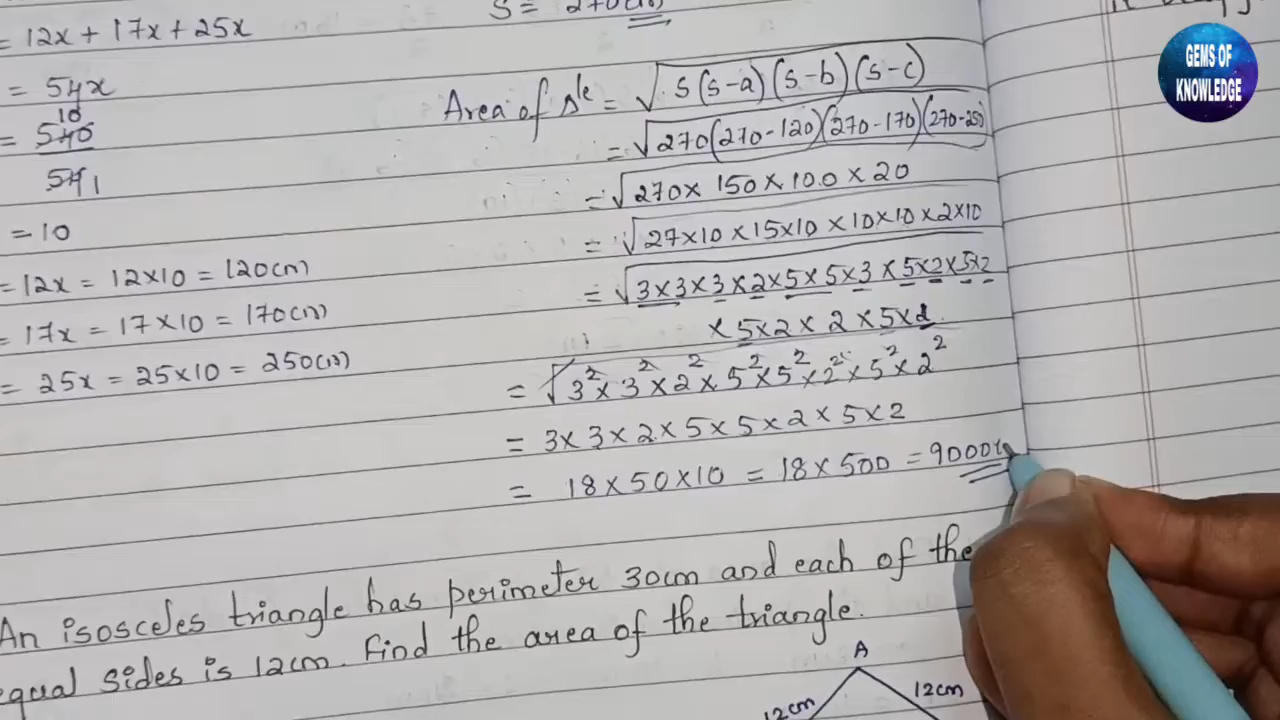 S = 270cm
= 12x + 17x + 25x
= 54x
10
= 540
54 1
= 10
= 12x = 12×10 = 120cm
= 17x = 17×10 = 170cm
= 25x = 25×10 = 250cm
Area of Δle = √s(s-a)(s-b)(s-c)
= √270(270-120)(270-170)(270-250)
= √270× 150×100×20
= √27×10×15×10×10×10×2×10
= √3×3×3×2×5×5×3×5×2×5×2
×5×2×2×5×2
= √3²×3²×2²×5²×5²×2²×5²×2²
= 3×3×2×5×5×2×5×2
= 18×50×10 = 18×500 = 9000
An isosceles triangle has perimeter 30cm and each of the
equal sides is 12cm. Find the area of the triangle.
A
12cm
12cm
GEMS OF
KNOWLEDGE